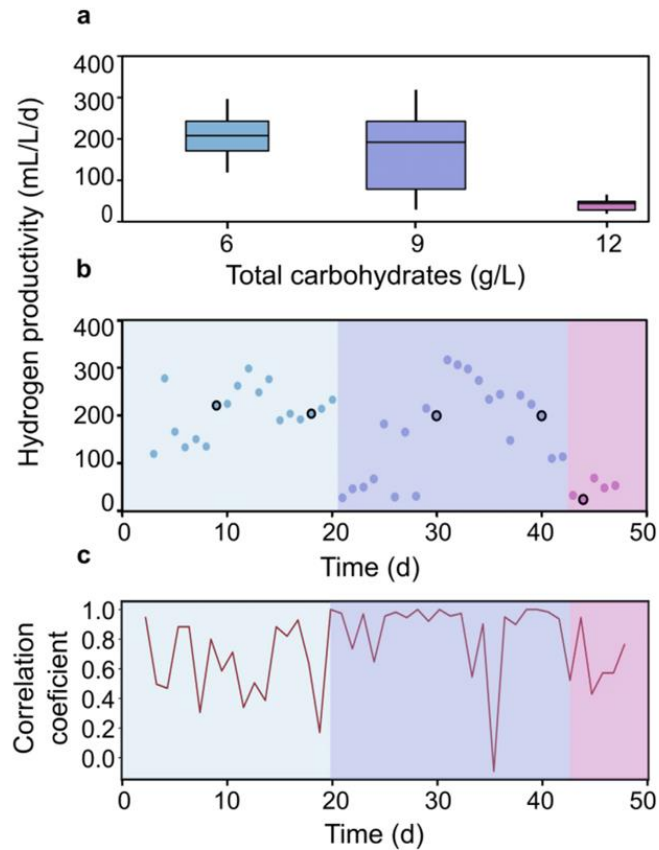 a
Hydrogen productivity (mL/L/d)
400
300
200
100
0
6 9 12
Total carbohydrates (g/L)
b
400
300
200
100
0
0 10 20 30 40 50
Time (d)
c
Correlation
coeficient
1.0
0.8
0.6
0.4
0.2
0.0
0 10 20 30 40 50
Time (d)